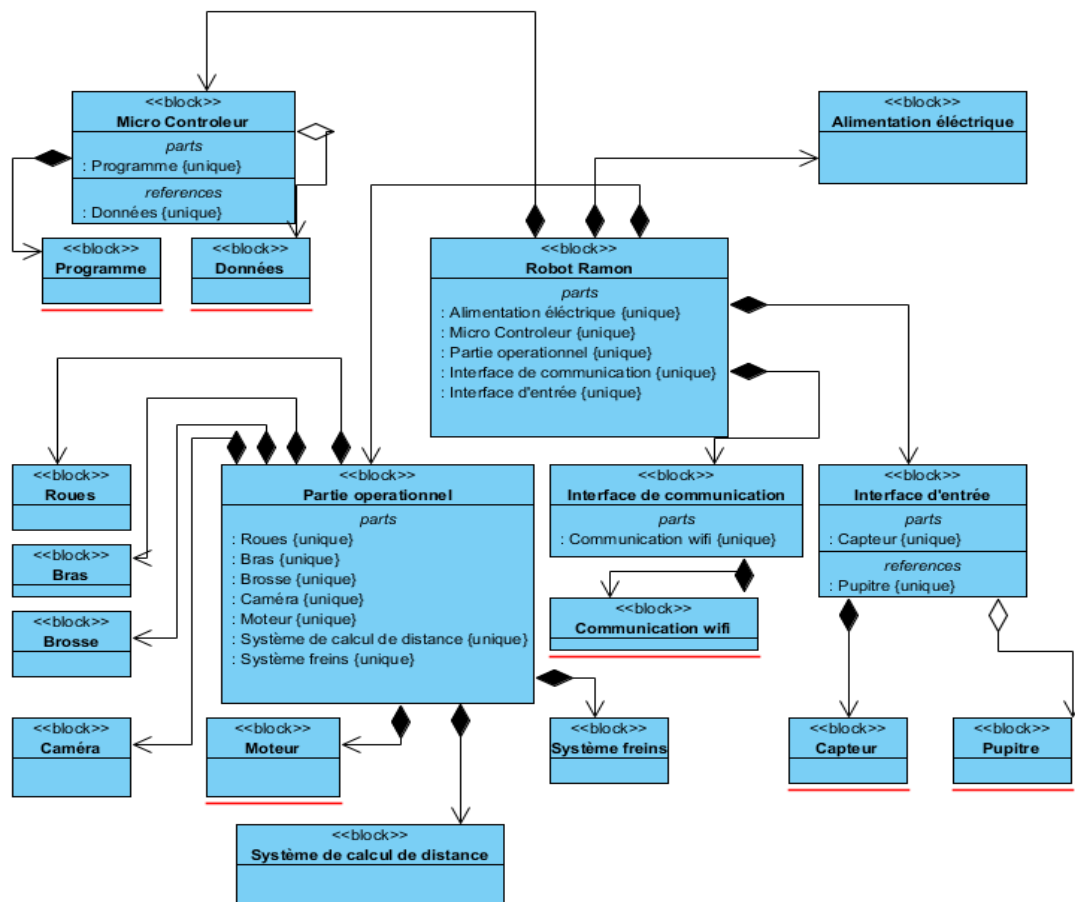 <<block>>
Micro Controleur
parts
: Programme {unique}
references
: Données {unique}
<<block>>
Alimentation éléctrique
<<block>>
Programme
<<block>>
Données
<<block>>
Robot Ramon
parts
: Alimentation éléctrique {unique}
: Micro Controleur {unique}
: Partie operationnel {unique}
: Interface de communication {unique}
: Interface d'entrée {unique}
<<block>>
Roues
<<block>>
Bras
<<block>>
Brosse
<<block>>
Caméra
<<block>>
Partie operationnel
parts
: Roues {unique}
: Bras {unique}
: Brosse {unique}
: Caméra {unique}
: Moteur {unique}
: Système de calcul de distance {unique}
: Système freins {unique}
<<block>>
Interface de communication
parts
: Communication wifi {unique}
<<block>>
Interface d'entrée
parts
: Capteur {unique}
references
: Pupitre {unique}
<<block>>
Communication wifi
<<block>>
Moteur
<<block>>
Système freins
<<block>>
Capteur
<<block>>
Pupitre
<<block>>
Système de calcul de distance